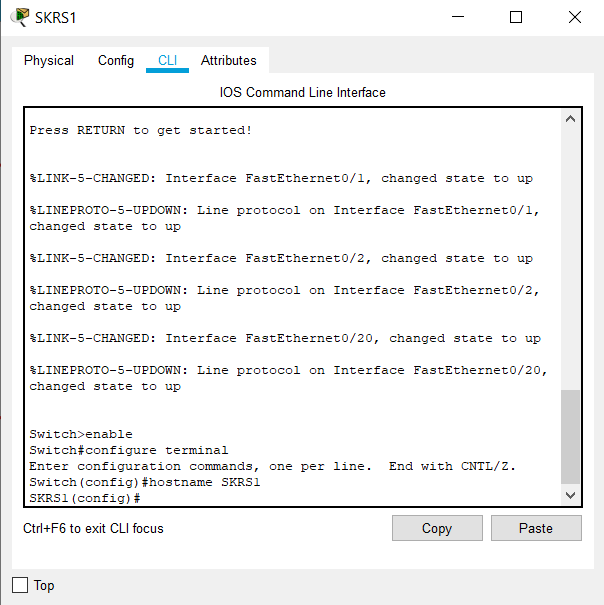 SKRS1
Physical Config CLI Attributes
IOS Command Line Interface
Press RETURN to get started!
%LINK-5-CHANGED: Interface FastEthernet0/1, changed state to up
%LINEPROTO-5-UPDOWN: Line protocol on Interface FastEthernet0/1,
changed state to up
%LINK-5-CHANGED: Interface FastEthernet0/2, changed state to up
%LINEPROTO-5-UPDOWN: Line protocol on Interface FastEthernet0/2,
changed state to up
%LINK-5-CHANGED: Interface FastEthernet0/20, changed state to up
%LINEPROTO-5-UPDOWN: Line protocol on Interface FastEthernet0/20,
changed state to up
Switch>enable
Switch#configure terminal
Enter configuration commands, one per line.  End with CNTL/Z.
Switch(config)#hostname SKRS1
SKRS1(config)#
Ctrl+F6 to exit CLI focus Copy Paste
Top